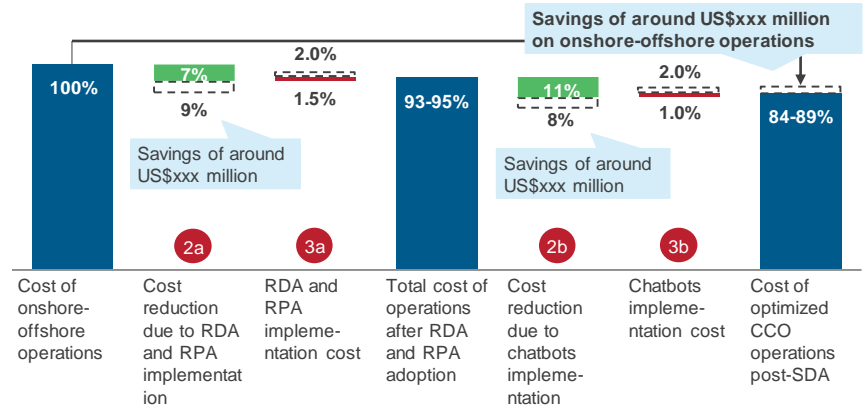 Savings of around US$xxx million
on onshore-offshore operations
100%
7%
9%
2.0%
1.5%
93-95%
11%
8%
2.0%
1.0%
84-89%
Savings of around
US$xxx million
Savings of around
US$xxx million
2a
3a
2b
3b
Cost of
onshore-
offshore
operations
Cost
reduction
due to RDA
and RPA
implementat
ion
RDA and
RPA
impleme-
ntation cost
Total cost of
operations
after RDA
and RPA
adoption
Cost
reduction
due to
chatbots
impleme-
ntation
Chatbots
impleme-
ntation cost
Cost of
optimized
CCO
operations
post-SDA